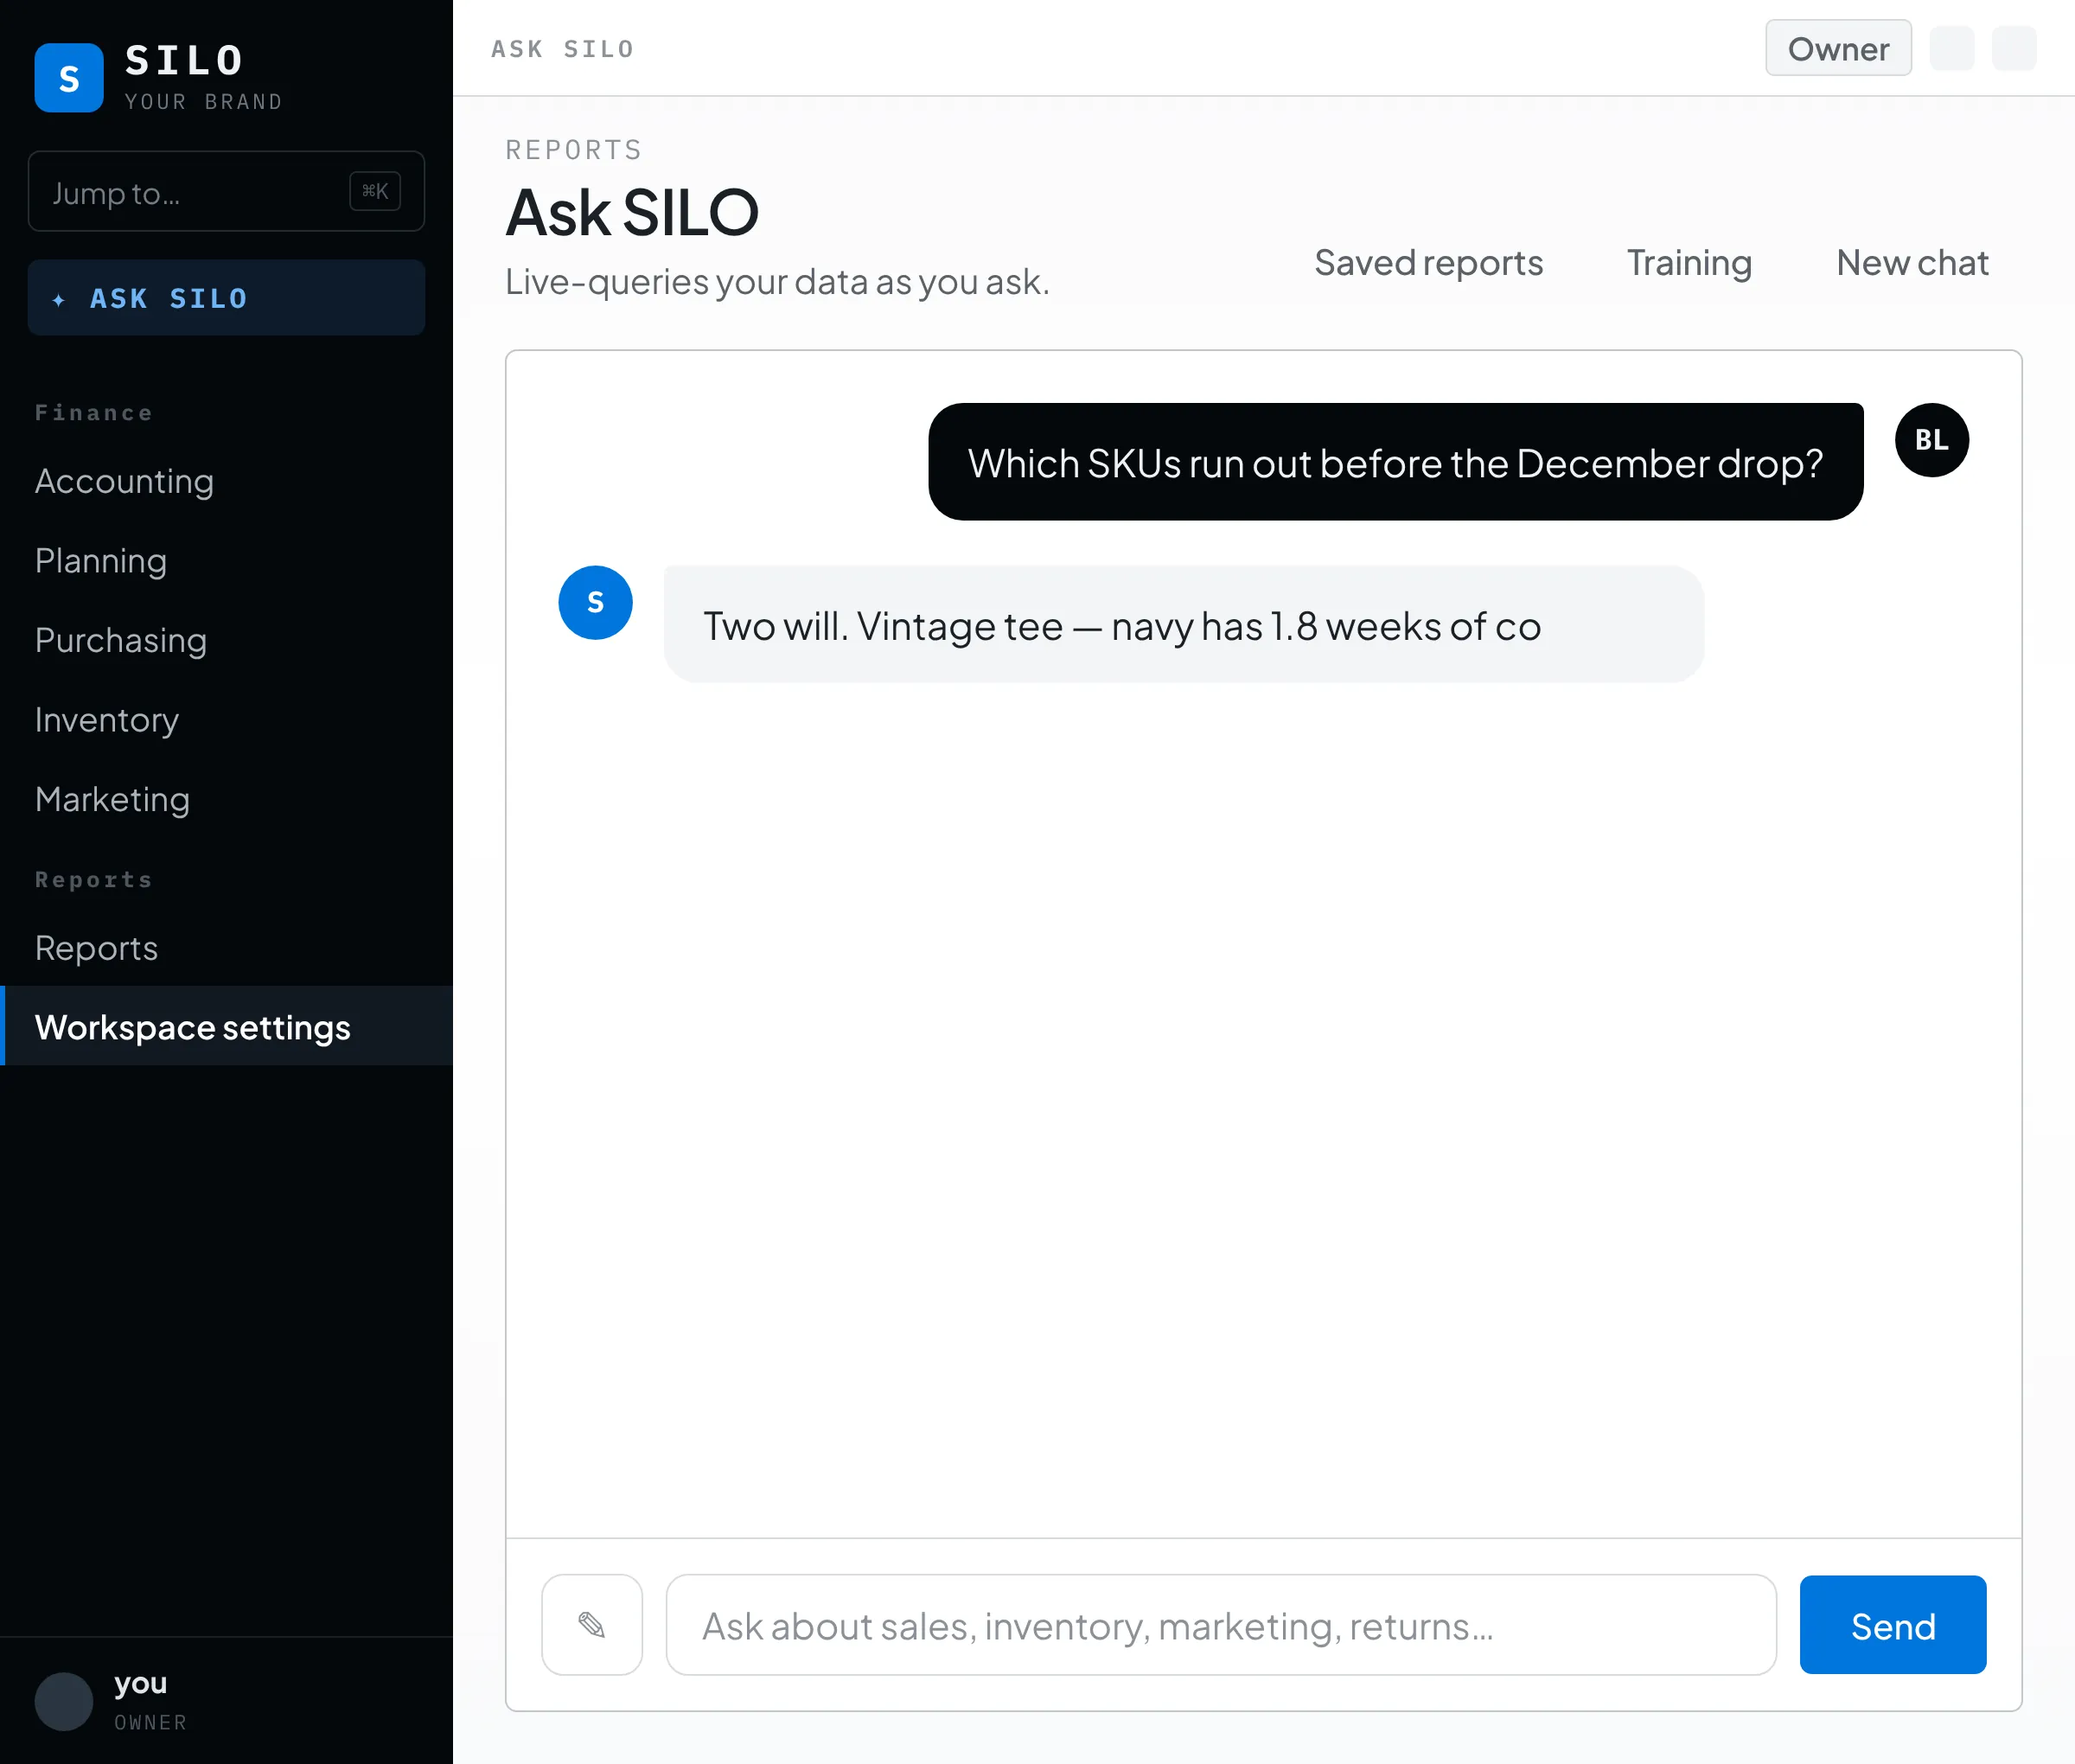 S
SILO
YOUR BRAND
Jump to…
⌘K
✦ ASK SILO
Finance
Accounting
Planning
Purchasing
Inventory
Marketing
Reports
Reports
Workspace settings
you
OWNER
ASK SILO
Owner
REPORTS
Ask SILO
Live-queries your data as you ask.
Saved reports
Training
New chat
Which SKUs run out before the December drop?
BL
S
Two will. Vintage tee — navy has 1.8 weeks of co
✎
Ask about sales, inventory, marketing, returns…
Send